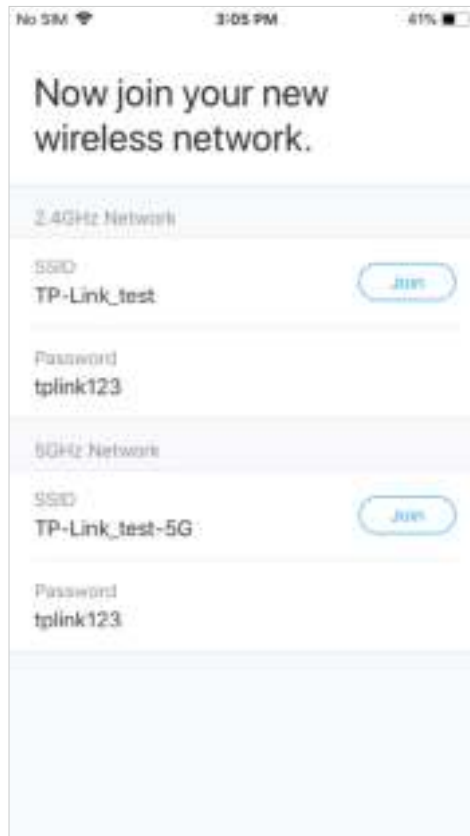 No SIM 3:05 PM 41%
Now join your new
wireless network.
2.4GHz Network
SSID
TP-Link_test
Join
Password
tplink123
5GHz Network
SSID
TP-Link_test-5G
Join
Password
tplink123